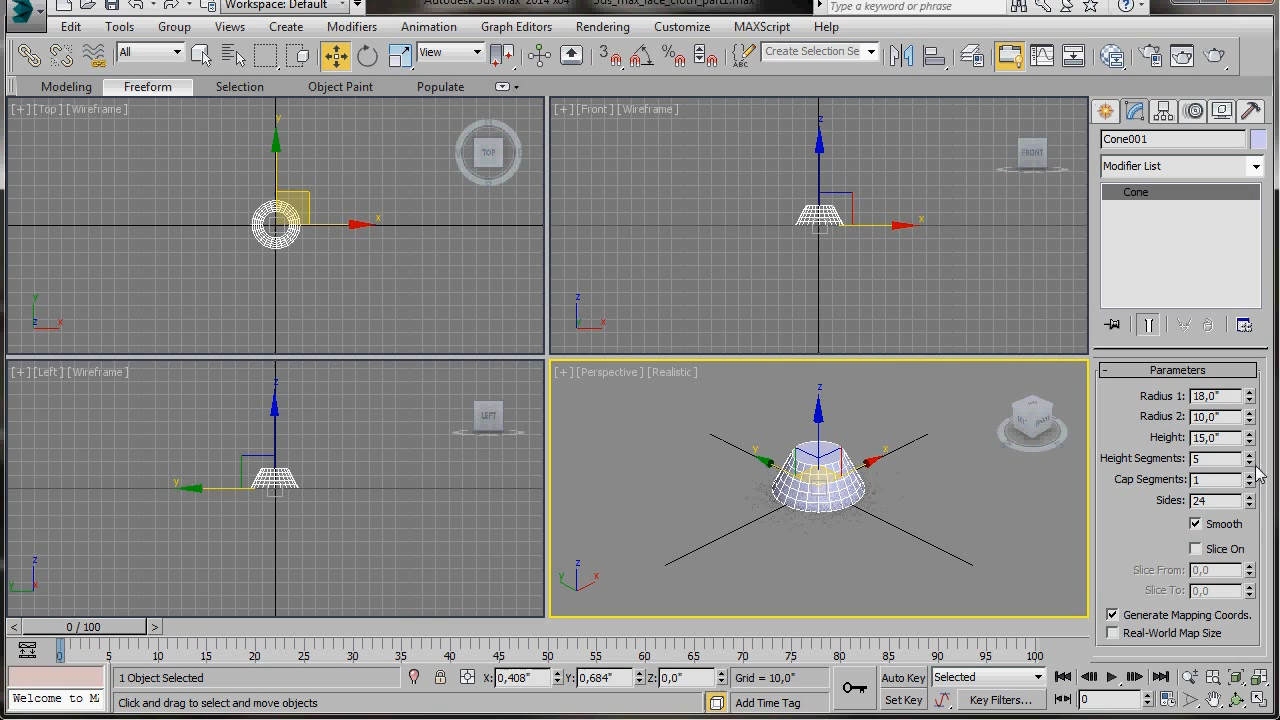 Workspace: Default
Autodesk 3ds Max 2014 x64 3ds_max_lace_cloth_part1.max
Type a keyword or phrase
Edit Tools Group Views Create Modifiers Animation Graph Editors Rendering Customize MAXScript Help
All View Create Selection Se
Modeling Freeform Selection Object Paint Populate
[+] [Top] [Wireframe]
TOP
y
x
y
z x
[+] [Front] [Wireframe]
FRONT
z
x
z
x
Cone001
Modifier List
Cone
[+] [Left] [Wireframe]
LEFT
z
y
z
y
[+] [Perspective] [Realistic]
z
y
x
z
y x
Parameters
Radius 1: 18,0"
Radius 2: 10,0"
Height: 15,0"
Height Segments: 5
Cap Segments: 1
Sides: 24
Smooth
Slice On
Slice From: 0,0
Slice To: 0,0
Generate Mapping Coords.
Real-World Map Size
< 0 / 100 >
0 5 10 15 20 25 30 35 40 45 50 55 60 65 70 75 80 85 90 95 100
1 Object Selected X: 0,408" Y: 0,684" Z: 0,0" Grid = 10,0" Auto Key Selected
Welcome to M Click and drag to select and move objects Add Time Tag Set Key Key Filters... 0